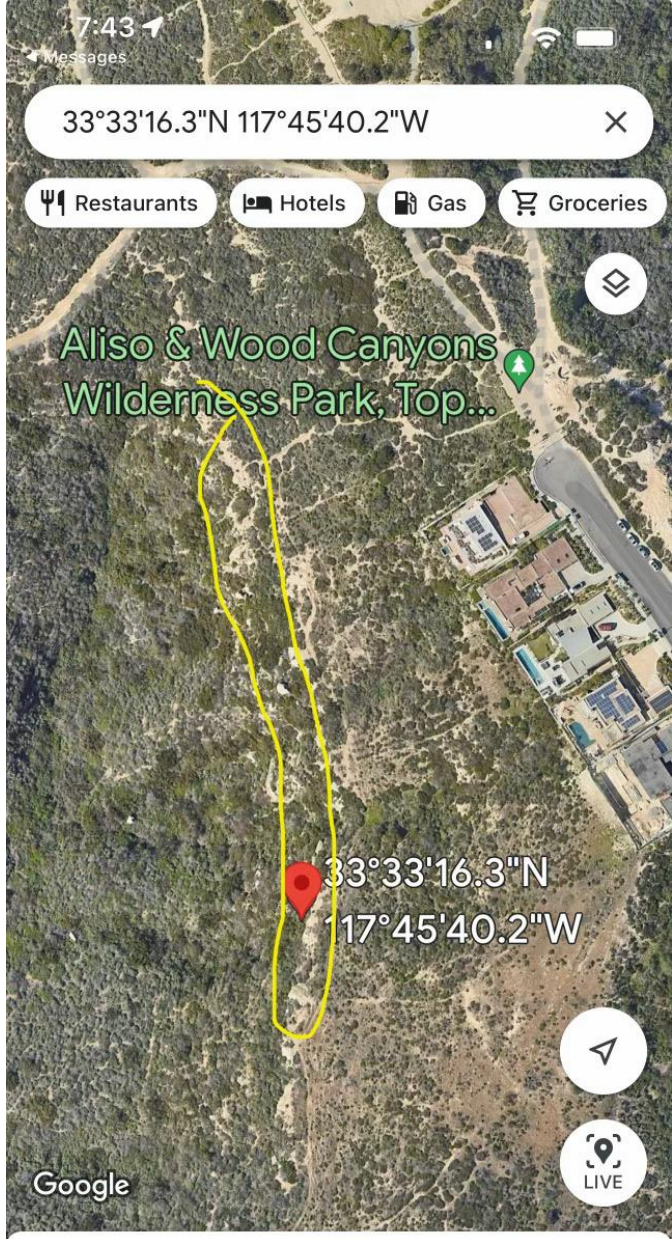 7:43
Messages
33°33'16.3"N 117°45'40.2"W
Restaurants
Hotels
Gas
Groceries
Aliso & Wood Canyons
Wilderness Park, Top...
33°33'16.3"N
117°45'40.2"W
LIVE
Google